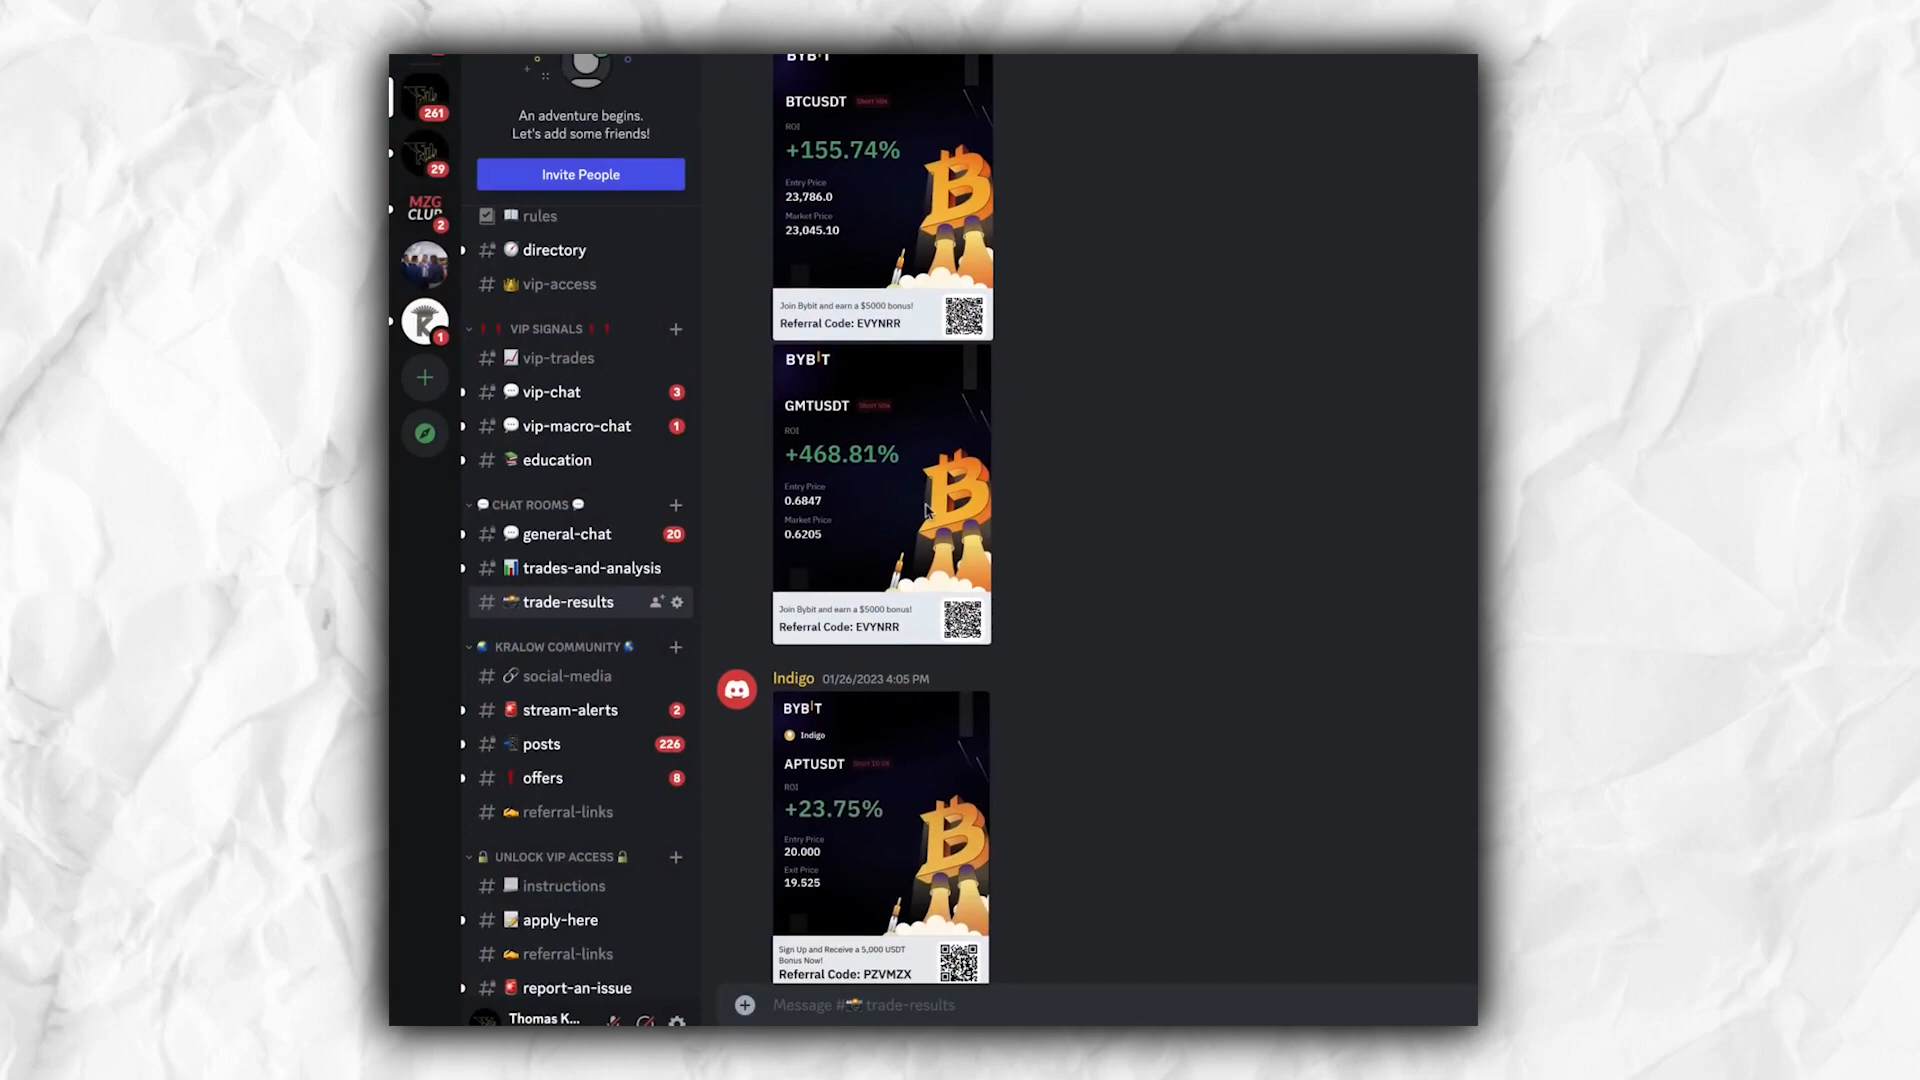 261
29
MZG
CLUB
2
1
An adventure begins.
Let's add some friends!
Invite People
rules
directory
vip-access
VIP SIGNALS
vip-trades
vip-chat 3
vip-macro-chat 1
education
CHAT ROOMS
general-chat 20
trades-and-analysis
trade-results
KRALOW COMMUNITY
social-media
stream-alerts 2
posts 226
offers 8
referral-links
UNLOCK VIP ACCESS
instructions
apply-here
referral-links
report-an-issue
Thomas K...
BYBIT
BTCUSDT Short 50x
ROI
+155.74%
Entry Price
23,786.0
Market Price
23,045.10
Join Bybit and earn a $5000 bonus!
Referral Code: EVYNRR
BYBIT
GMTUSDT Short 50x
ROI
+468.81%
Entry Price
0.6847
Market Price
0.6205
Join Bybit and earn a $5000 bonus!
Referral Code: EVYNRR
Indigo 01/26/2023 4:05 PM
BYBIT
Indigo
APTUSDT
ROI
+23.75%
Entry Price
20.000
Exit Price
19.525
Sign Up and Receive a 5,000 USDT
Bonus Now!
Referral Code: PZVMZX
Message # trade-results